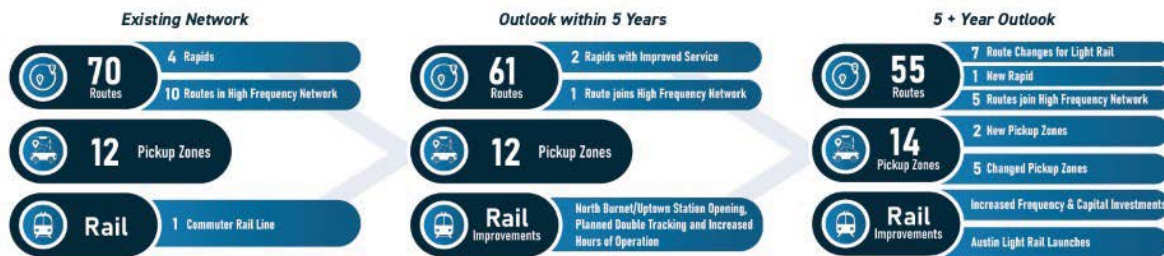 Existing Network
70
Routes
4 Rapids
10 Routes in High Frequency Network
12 Pickup Zones
Rail
1 Commuter Rail Line
Outlook within 5 Years
61
Routes
2 Rapids with Improved Service
1 Route joins High Frequency Network
12 Pickup Zones
Rail
Improvements
North Burnet/Uptown Station Opening,
Planned Double Tracking and Increased
Hours of Operation
5 + Year Outlook
55
Routes
7 Route Changes for Light Rail
1 New Rapid
5 Routes join High Frequency Network
14
Pickup Zones
2 New Pickup Zones
5 Changed Pickup Zones
Rail
Improvements
Increased Frequency & Capital Investments
Austin Light Rail Launches